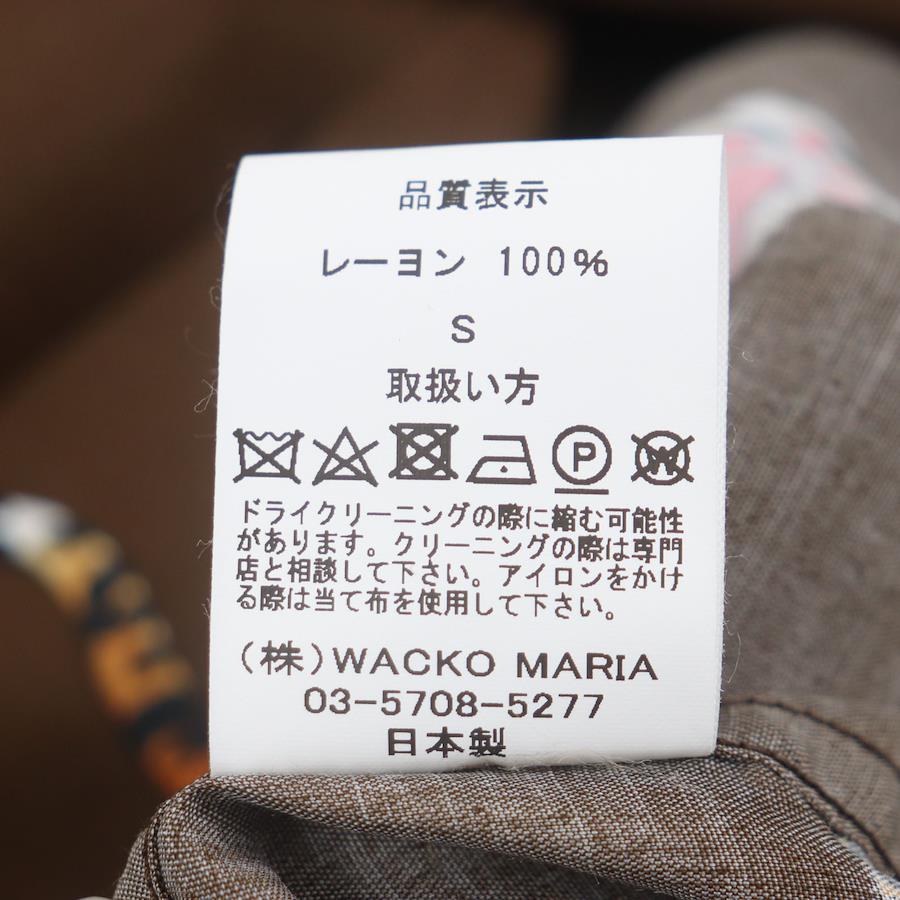 品質表示
レーヨン 100%
S
取扱い方
P W
ドライクリーニングの際に縮む可能性
があります。クリーニングの際は専門
店と相談して下さい。アイロンをかけ
る際は当て布を使用して下さい。
(株)WACKO MARIA
03-5708-5277
日本製